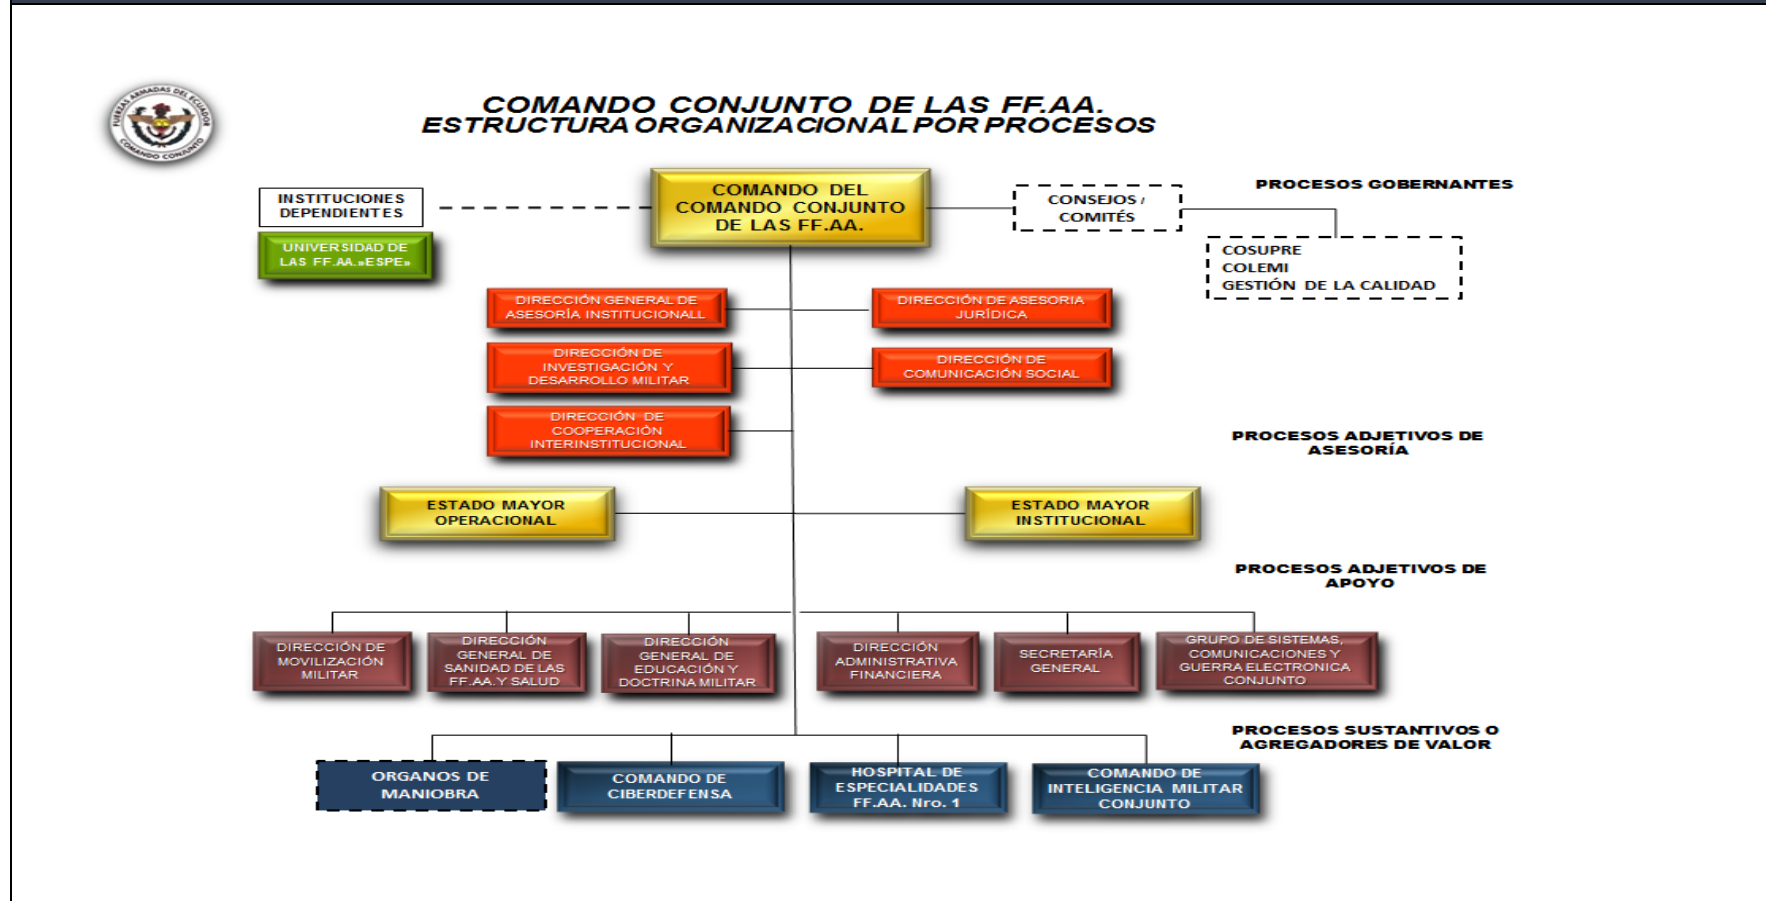 FUERZAS ARMADAS DEL ECUADOR
COMANDO CONJUNTO
COMANDO CONJUNTO DE LAS FF.AA.
ESTRUCTURA ORGANIZACIONAL POR PROCESOS
INSTITUCIONES
DEPENDIENTES
UNIVERSIDAD DE
LAS FF.AA.»ESPE»
COMANDO DEL
COMANDO CONJUNTO
DE LAS FF.AA.
CONSEJOS /
COMITÉS
PROCESOS GOBERNANTES
COSUPRE
COLEMI
GESTIÓN DE LA CALIDAD
DIRECCIÓN GENERAL DE
ASESORÍA INSTITUCIONALL
DIRECCIÓN DE ASESORIA
JURÍDICA
DIRECCIÓN DE
INVESTIGACIÓN Y
DESARROLLO MILITAR
DIRECCIÓN DE
COMUNICACIÓN SOCIAL
DIRECCIÓN DE
COOPERACIÓN
INTERINSTITUCIONAL
PROCESOS ADJETIVOS DE
ASESORÍA
ESTADO MAYOR
OPERACIONAL
ESTADO MAYOR
INSTITUCIONAL
PROCESOS ADJETIVOS DE
APOYO
DIRECCIÓN DE
MOVILIZACIÓN
MILITAR
DIRECCIÓN
GENERAL DE
SANIDAD DE LAS
FF.AA.Y SALUD
DIRECCIÓN
GENERAL DE
EDUCACIÓN Y
DOCTRINA MILITAR
DIRECCIÓN
ADMINISTRATIVA
FINANCIERA
SECRETARÍA
GENERAL
GRUPO DE SISTEMAS,
COMUNICACIONES Y
GUERRA ELECTRONICA
CONJUNTO
PROCESOS SUSTANTIVOS O
AGREGADORES DE VALOR
ORGANOS DE
MANIOBRA
COMANDO DE
CIBERDEFENSA
HOSPITAL DE
ESPECIALIDADES
FF.AA. Nro. 1
COMANDO DE
INTELIGENCIA MILITAR
CONJUNTO